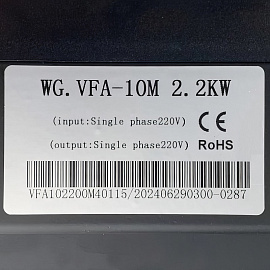 WG.VFA-10M 2.2KW
(input:Single phase220V) CE
(output:Single phase220V) RoHS
VFA102200M40115/202406290300-0287